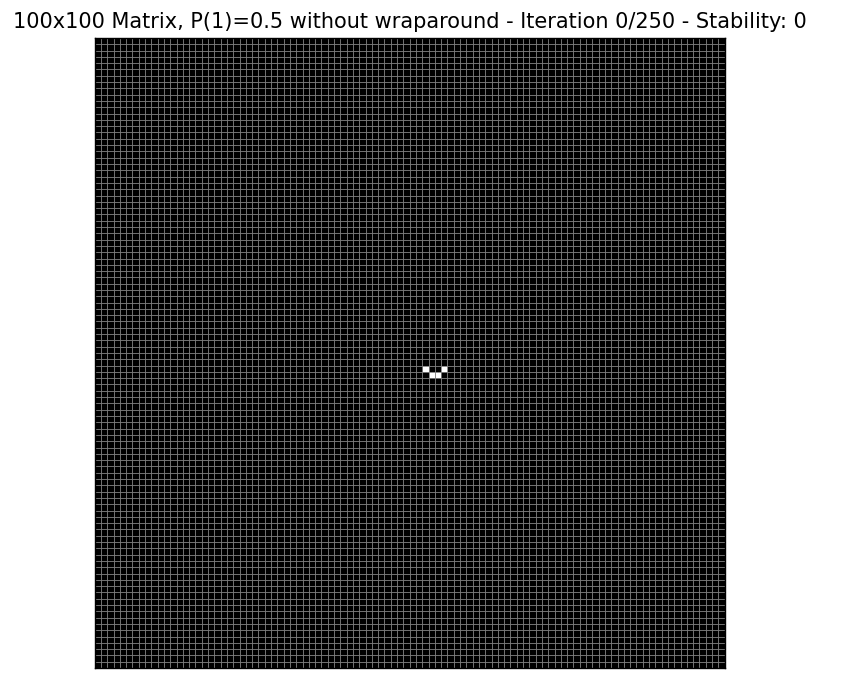 100x100 Matrix, P(1)=0.5 without wraparound - Iteration 0/250 - Stability: 0